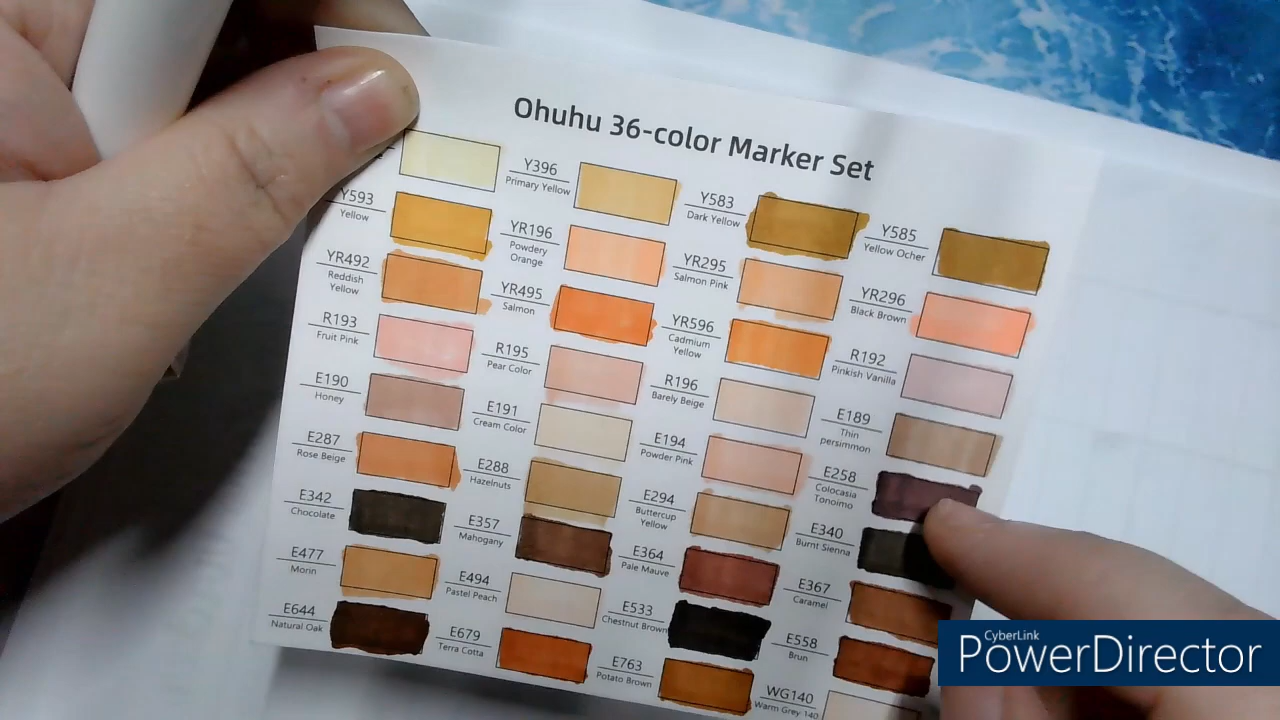 Ohuhu 36-color Marker Set
Y396
Primary Yellow
Y583
Dark Yellow
Y585
Yellow Ocher
Y593
Yellow
YR196
Powdery
Orange
YR295
Salmon Pink
YR296
Black Brown
YR492
Reddish
Yellow
YR495
Salmon
YR596
Cadmium
Yellow
R192
Pinkish Vanilla
R193
Fruit Pink
R195
Pear Color
R196
Barely Beige
E189
Thin
persimmon
E190
Honey
E191
Cream Color
E194
Powder Pink
E258
Colocasia
Tonoimo
E287
Rose Beige
E288
Hazelnuts
E294
Buttercup
Yellow
E340
Burnt Sienna
E342
Chocolate
E357
Mahogany
E364
Pale Mauve
E367
Caramel
E477
Morin
E494
Pastel Peach
E533
Chestnut Brown
E558
Brun
E644
Natural Oak
E679
Terra Cotta
E763
Potato Brown
WG140
Warm Grey 140
CyberLink
PowerDirector